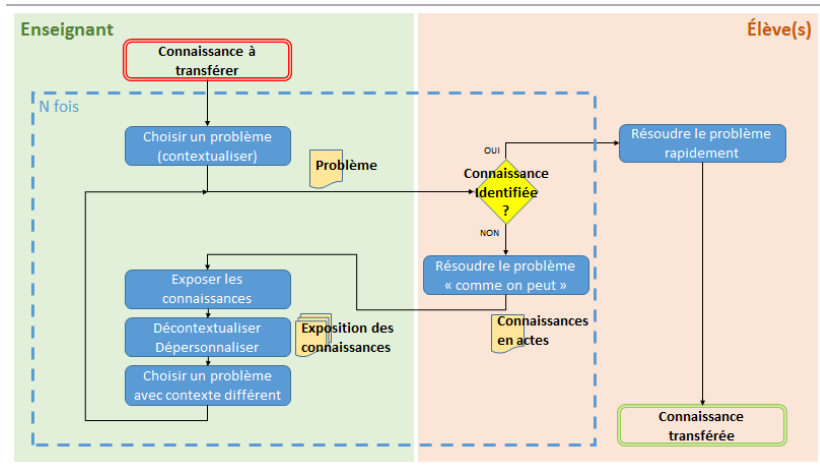 Enseignant
Élève(s)
Connaissance à
transférer
N fois
Choisir un problème
(contextualiser)
Problème
OUI
Connaissance
Identifiée
?
NON
Résoudre le problème
rapidement
Résoudre le problème
« comme on peut »
Exposer les
connaissances
Décontextualiser
Dépersonnaliser
Exposition des
connaissances
Connaissances
en actes
Choisir un problème
avec contexte différent
Connaissance
transférée